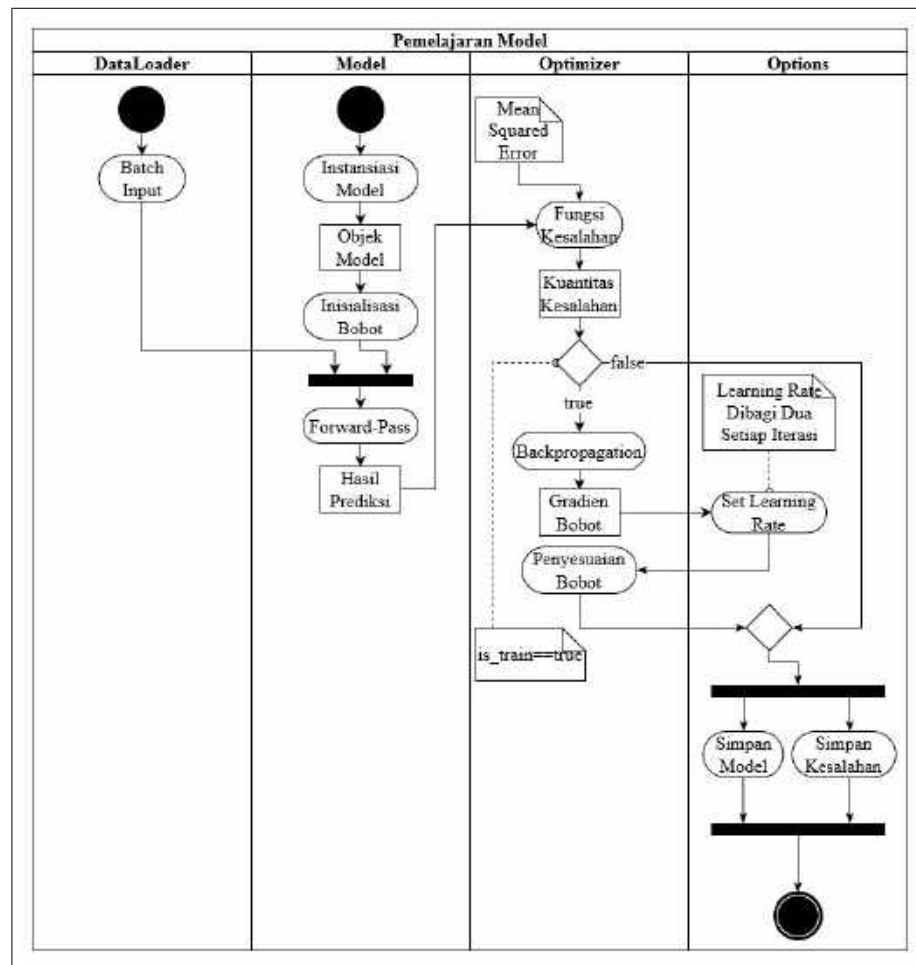 Pemelajaran Model
DataLoader
Model
Optimizer
Options
Batch
Input
Instansiasi
Model
Objek
Model
Inisialisasi
Bobot
Forward-Pass
Hasil
Prediksi
Mean
Squared
Error
Fungsi
Kesalahan
Kuantitas
Kesalahan
false
true
Backpropagation
Gradien
Bobot
Learning Rate
Dibagi Dua
Setiap Iterasi
Set Learning
Rate
Penyesuaian
Bobot
is_train==true
Simpan
Model
Simpan
Kesalahan